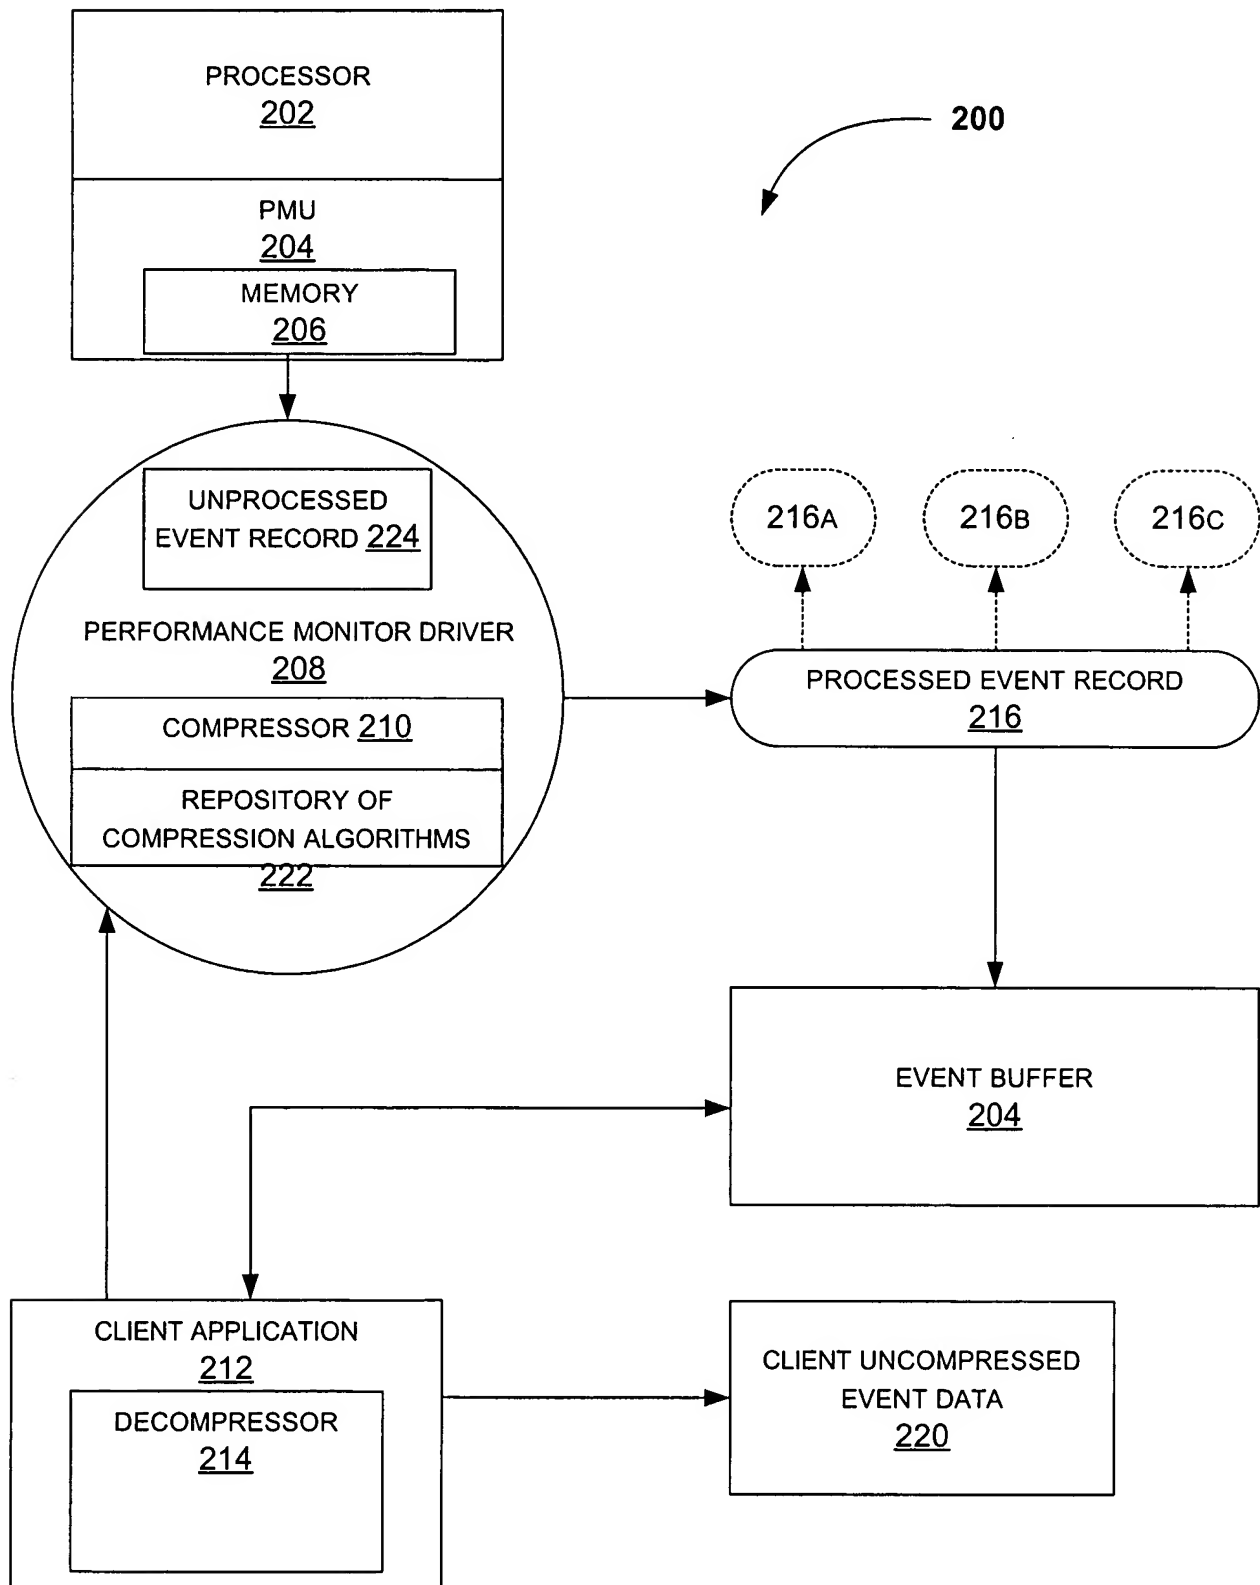 PROCESSOR
202
200
PMU
204
MEMORY
206
UNPROCESSED
EVENT RECORD 224
PERFORMANCE MONITOR DRIVER
208
COMPRESSOR 210
REPOSITORY OF
COMPRESSION ALGORITHMS
222
216A
216B
216C
PROCESSED EVENT RECORD
216
EVENT BUFFER
204
CLIENT APPLICATION
212
DECOMPRESSOR
214
CLIENT UNCOMPRESSED
EVENT DATA
220